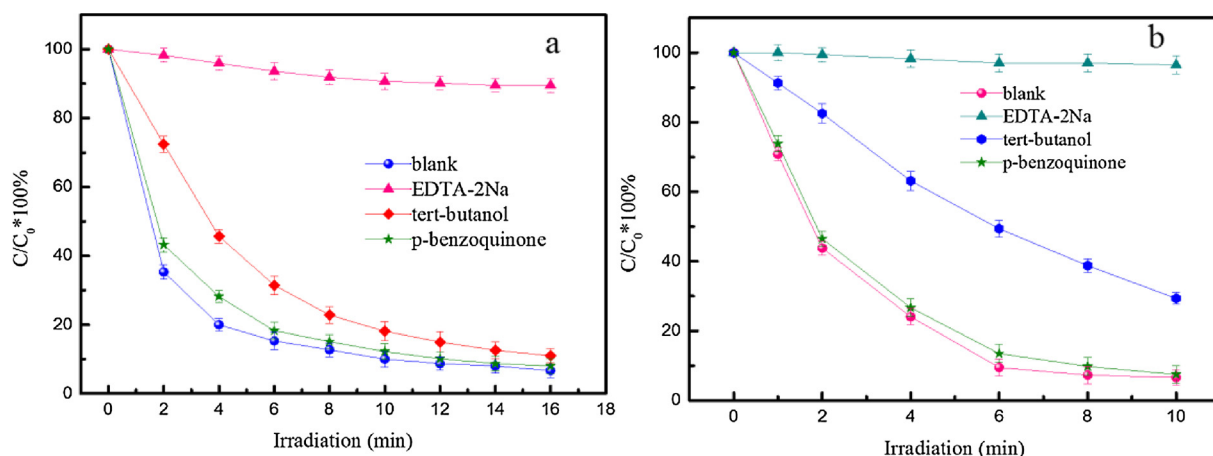 a
100
80
60
40
20
0
C/C₀*100%
blank
EDTA-2Na
tert-butanol
p-benzoquinone
0 2 4 6 8 10 12 14 16 18
Irradiation (min)
b
100
80
60
40
20
0
C/C₀*100%
blank
EDTA-2Na
tert-butanol
p-benzoquinone
0 2 4 6 8 10
Irradiation (min)